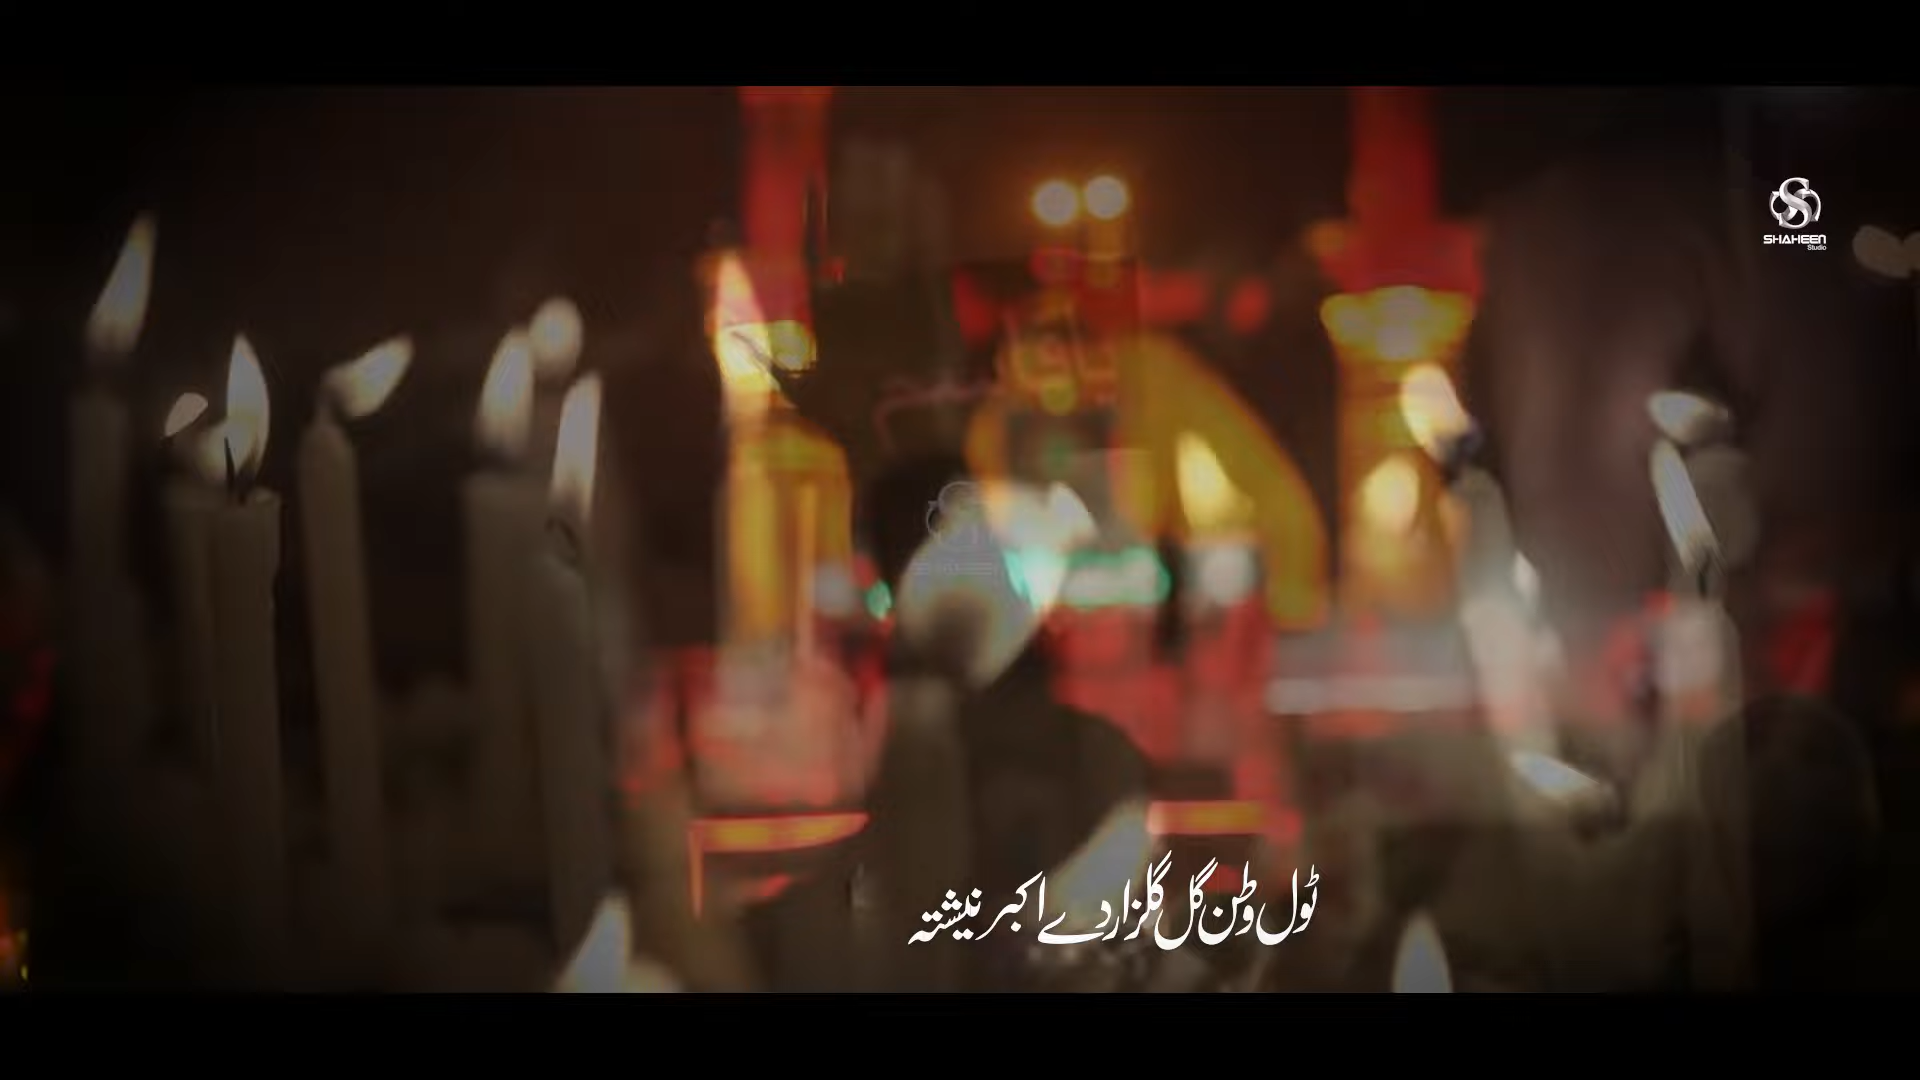 SHAHEEN
Studio
ٹول وطن گل گلزار دے اکبر نیشتہ